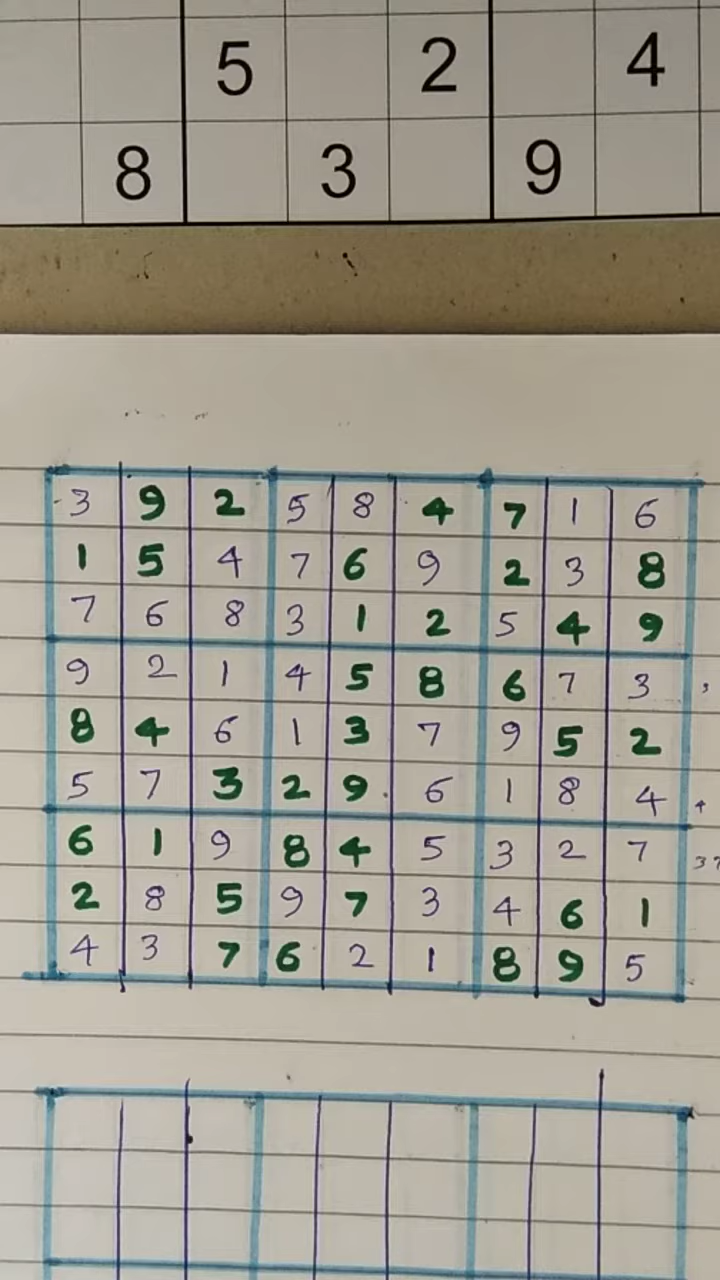 5 2 4
8 3 9
3 9 2 5 8 4 7 1 6
1 5 4 7 6 9 2 3 8
7 6 8 3 1 2 5 4 9
9 2 1 4 5 8 6 7 3
8 4 6 1 3 7 9 5 2
5 7 3 2 9 6 1 8 4
6 1 9 8 4 5 3 2 7
2 8 5 9 7 3 4 6 1
4 3 7 6 2 1 8 9 5